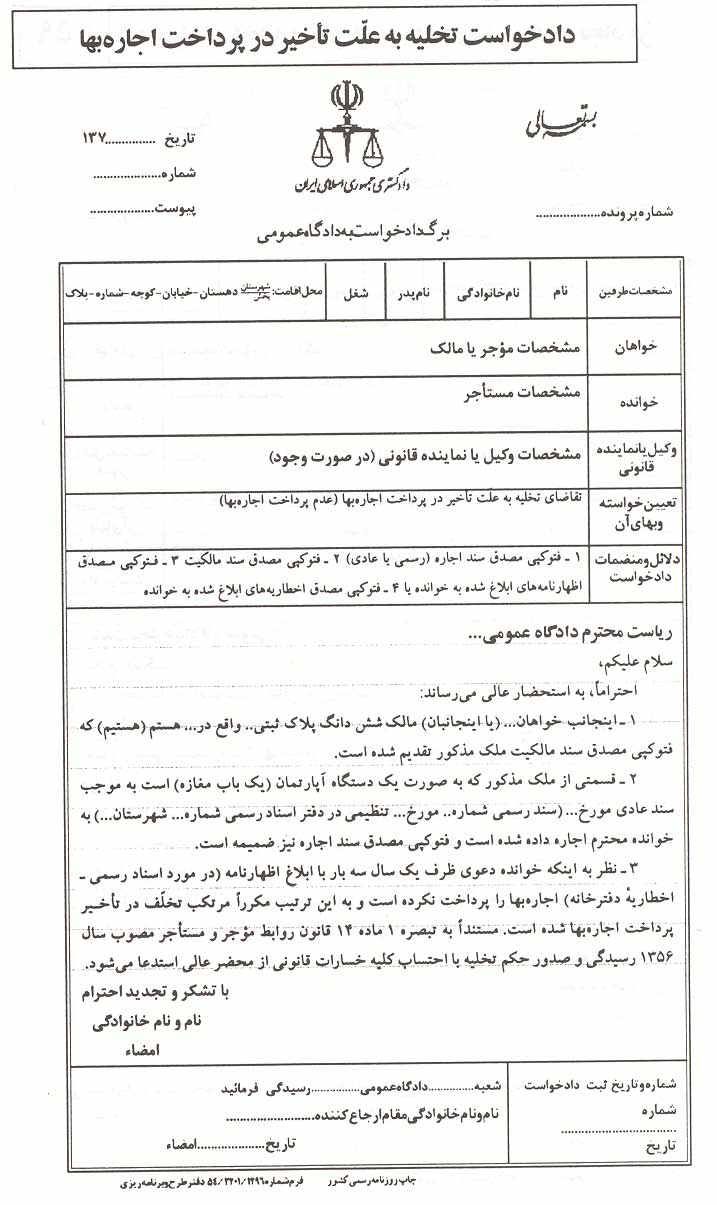 دادخواست تخلیه به علّت تأخیر در پرداخت اجاره‌بها
بسمه تعالی
دادگستری جمهوری اسلامی ایران
تاریخ ............... ۱۳۷
شماره....................
پیوست...................
شماره پرونده...................
برگ دادخواست به دادگاه عمومی
مشخصات طرفین
نام
نام خانوادگی
نام پدر
شغل
محل اقامت: شهرستان بخش دهستان - خیابان - کوچه - شماره - پلاک
خواهان
مشخصات مؤجر یا مالک
خوانده
مشخصات مستأجر
وکیل یا نماینده قانونی
مشخصات وکیل یا نماینده قانونی (در صورت وجود)
تعیین خواسته وبهای آن
تقاضای تخلیه به علّت تأخیر در پرداخت اجاره‌بها (عدم پرداخت اجاره‌بها)
دلائل و منضمات دادخواست
۱ ـ فتوکپی مصدق سند اجاره (رسمی یا عادی) ۲ ـ فتوکپی مصدق سند مالکیت ۳ ـ فـتوکپی مـصدق
اظهارنامه‌های ابلاغ شده به خوانده یا ۴ ـ فتوکپی مصدق اخطاریه‌های ابلاغ شده به خوانده
ریاست محترم دادگاه عمومی...
سلام علیکم،
احتراماً، به استحضار عالی می‌رساند:
۱ ـ اینجانب خواهان... (یا اینجانبان) مالک شش دانگ پلاک ثبتی.. واقع در... هستم (هستیم) که
فتوکپی مصدق سند مالکیت ملک مذکور تقدیم شده است.
۲ ـ قسمتی از ملک مذکور که به صورت یک دستگاه آپارتمان (یک باب مغازه) است به موجب
سند عادی مورخ... (سند رسمی شماره.. مورخ... تنظیمی در دفتر اسناد رسمی شماره... شهرستان...) به
خوانده محترم اجاره داده شده است و فتوکپی مصدق سند اجاره نیز ضمیمه است.
۳ ـ نظر به اینکه خوانده دعوی ظرف یک سال سه بار با ابلاغ اظهارنامه (در مورد اسناد رسمی ـ
اخطاریهٔ دفترخانه) اجاره‌بها را پرداخت نکرده است و به این ترتیب مکرراً مرتکب تخلّف در تأخـیر
پرداخت اجاره‌بها شده است. مستنداً به تبصره ۱ ماده ۱۴ قانون روابط مؤجر و مستأجر مصوب سال
۱۳۵۶ رسیدگی و صدور حکم تخلیه با احتساب کلیه خسارات قانونی از محضر عالی استدعا می‌شود.
با تشکر و تجدید احترام
نام و نام خانوادگی
امضاء
شماره و تاریخ ثبت دادخواست
شماره
..................................
تاریخ
شعبه...............دادگاه عمومی.................رسیدگی فرمائید
نام و نام خانوادگی مقام ارجاع کننده...........................
تاریخ....................امضاء
چاپ روزنامه رسمی کشور فرم شماره ۵۴/۳۲۰۱/۱۳۹۶ دفتر طرح و برنامه ریزی